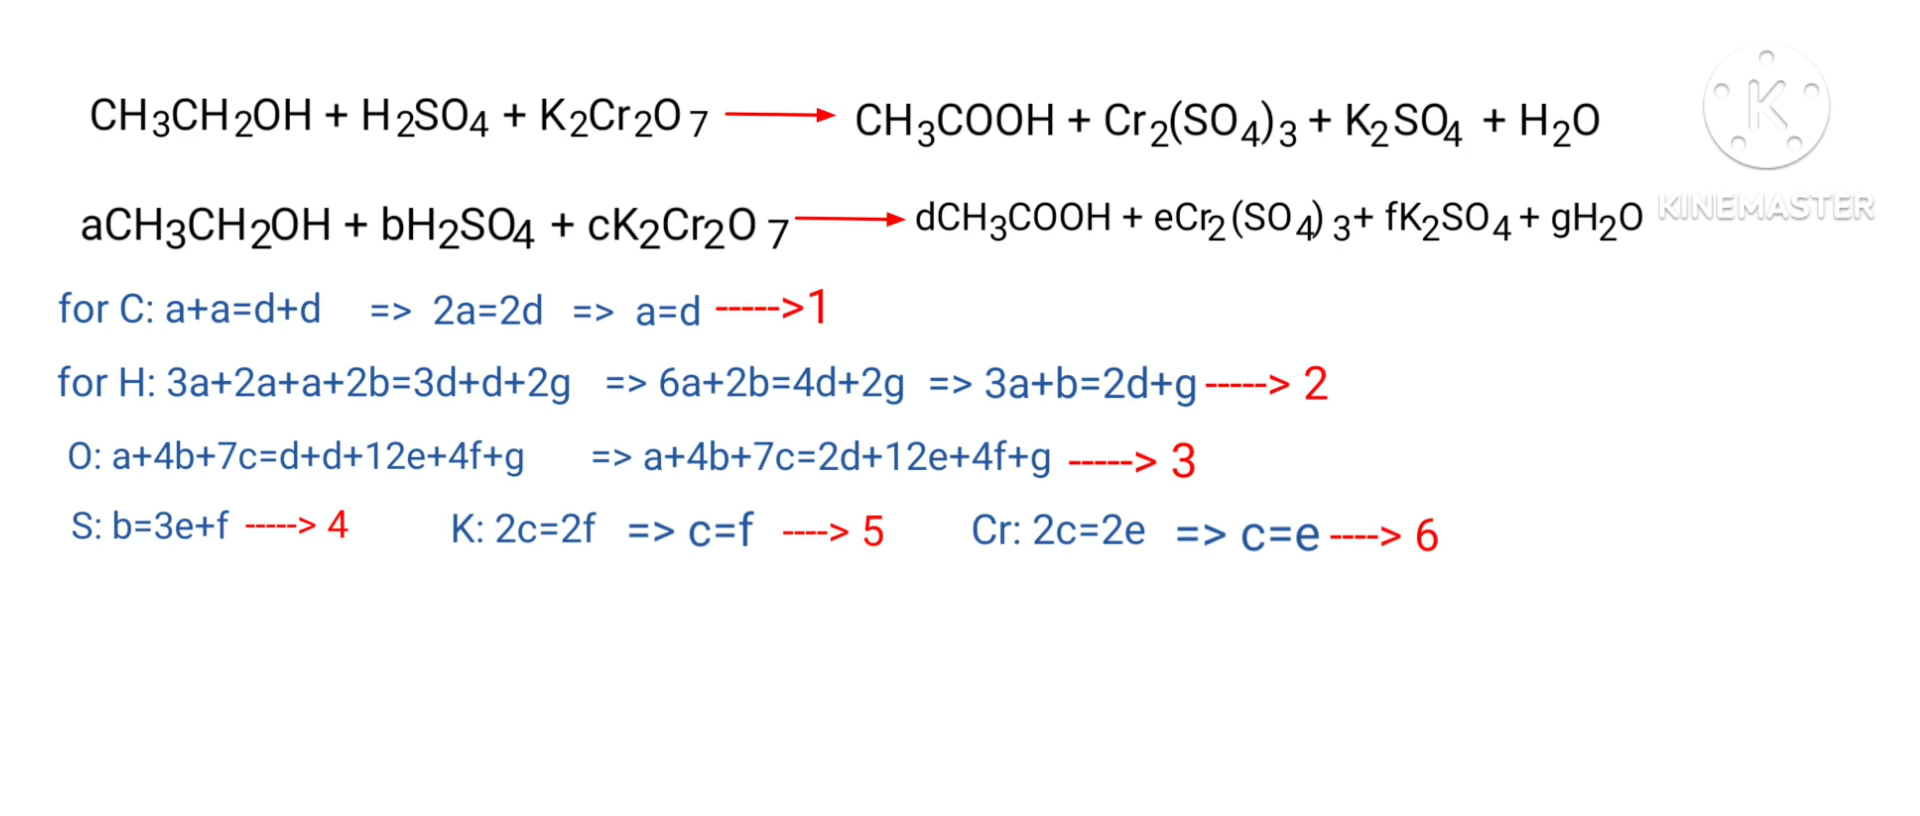 CH3CH2OH + H2SO4 + K2Cr2O7 ⟶ CH3COOH + Cr2(SO4)3 + K2SO4 + H2O
K
KINEMASTER
aCH3CH2OH + bH2SO4 + cK2Cr2O7 ⟶ dCH3COOH + eCr2(SO4)3+ fK2SO4 + gH2O
for C: a+a=d+d => 2a=2d => a=d ----->1
for H: 3a+2a+a+2b=3d+d+2g => 6a+2b=4d+2g => 3a+b=2d+g -----> 2
O: a+4b+7c=d+d+12e+4f+g => a+4b+7c=2d+12e+4f+g -----> 3
S: b=3e+f -----> 4 K: 2c=2f => c=f ----> 5 Cr: 2c=2e => c=e ----> 6